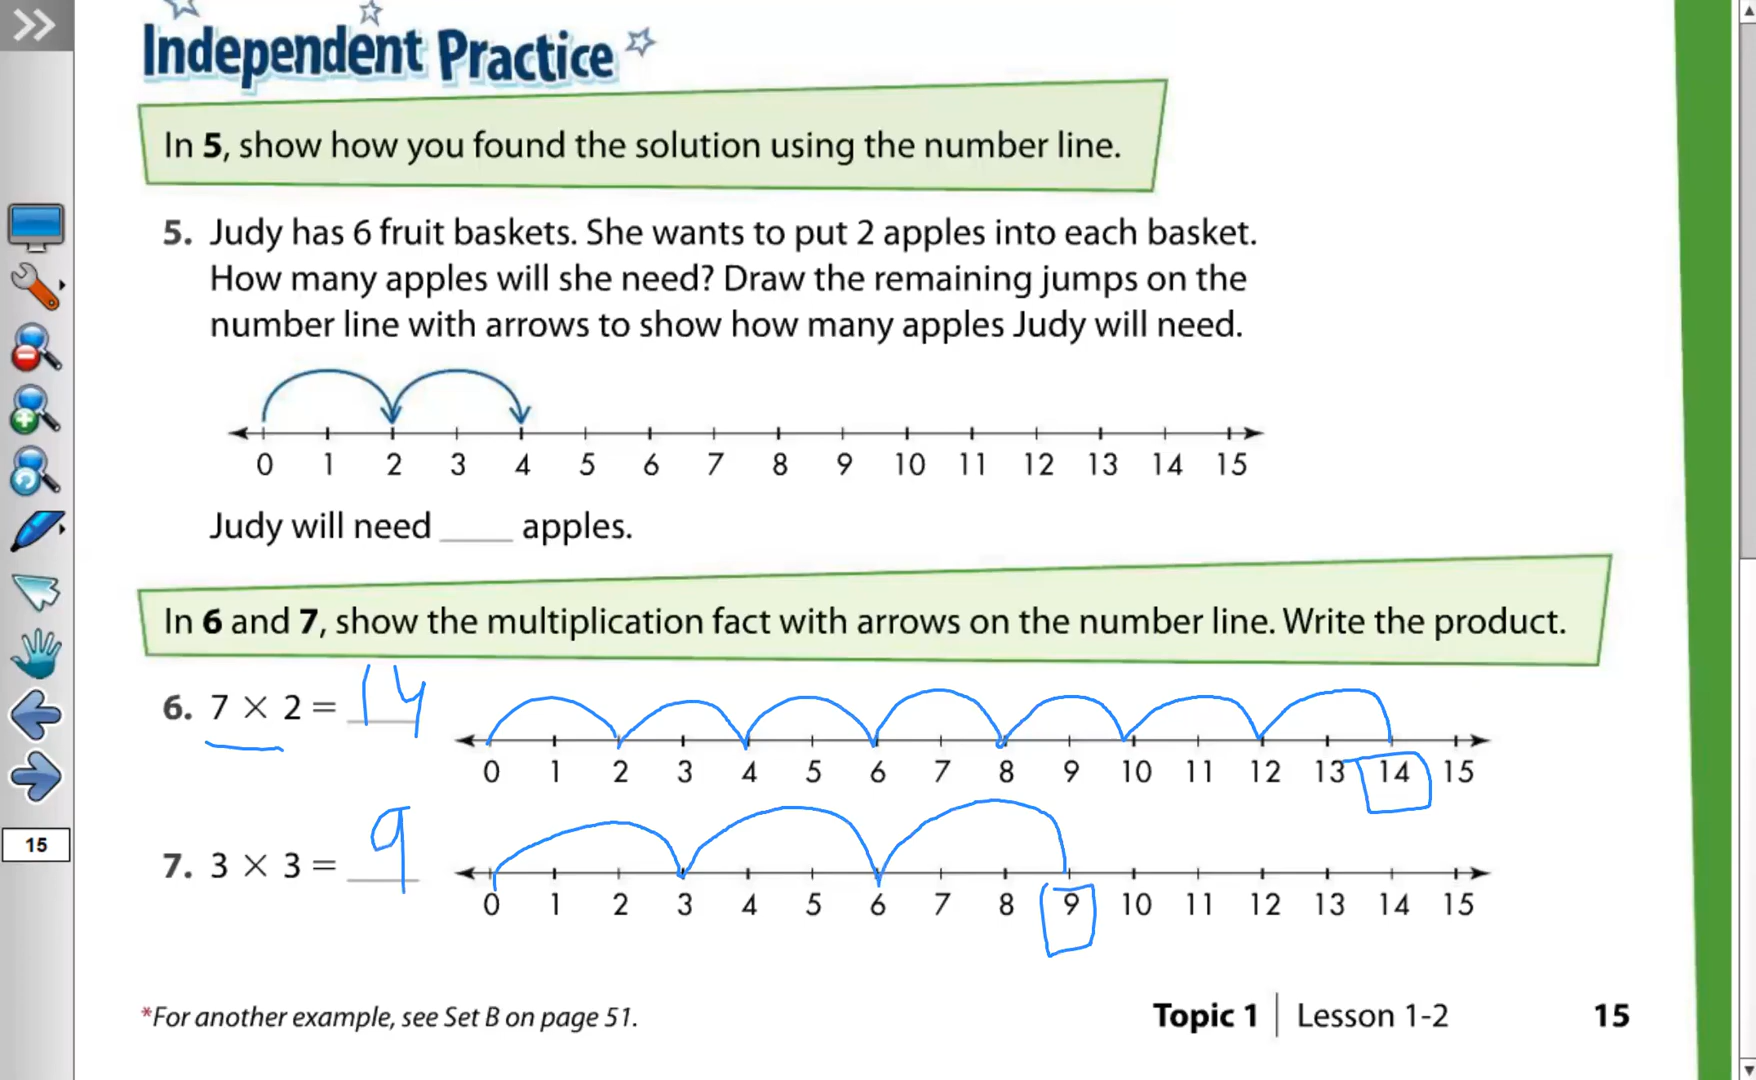 Independent Practice
In 5, show how you found the solution using the number line.
5. Judy has 6 fruit baskets. She wants to put 2 apples into each basket.
How many apples will she need? Draw the remaining jumps on the
number line with arrows to show how many apples Judy will need.
0 1 2 3 4 5 6 7 8 9 10 11 12 13 14 15
Judy will need ____ apples.
In 6 and 7, show the multiplication fact with arrows on the number line. Write the product.
6. 7 × 2 = 14
0 1 2 3 4 5 6 7 8 9 10 11 12 13 14 15
7. 3 × 3 = 9
0 1 2 3 4 5 6 7 8 9 10 11 12 13 14 15
15
*For another example, see Set B on page 51.
Topic 1 | Lesson 1-2 15